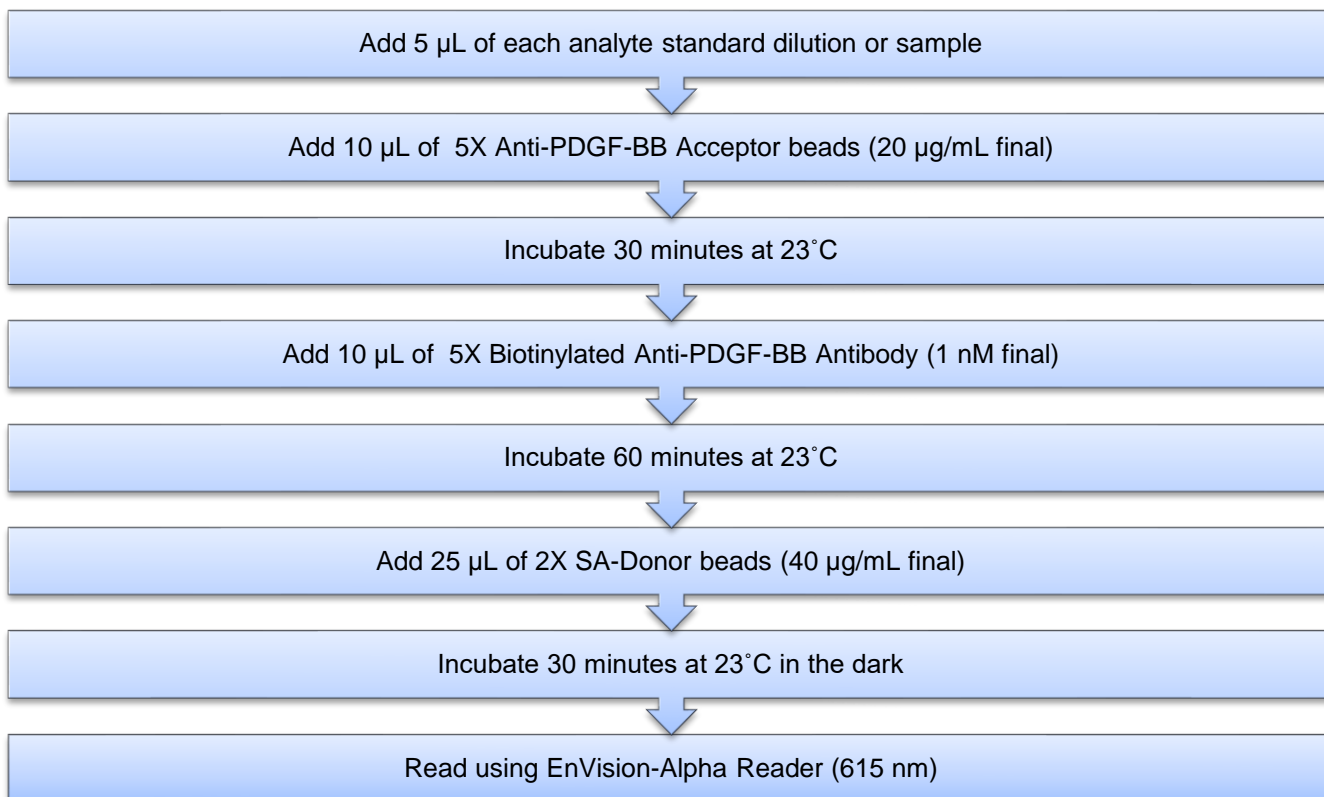 Add 5 µL of each analyte standard dilution or sample
Add 10 µL of  5X Anti-PDGF-BB Acceptor beads (20 µg/mL final)
Incubate 30 minutes at 23˚C
Add 10 µL of  5X Biotinylated Anti-PDGF-BB Antibody (1 nM final)
Incubate 60 minutes at 23˚C
Add 25 µL of 2X SA-Donor beads (40 µg/mL final)
Incubate 30 minutes at 23˚C in the dark
Read using EnVision-Alpha Reader (615 nm)